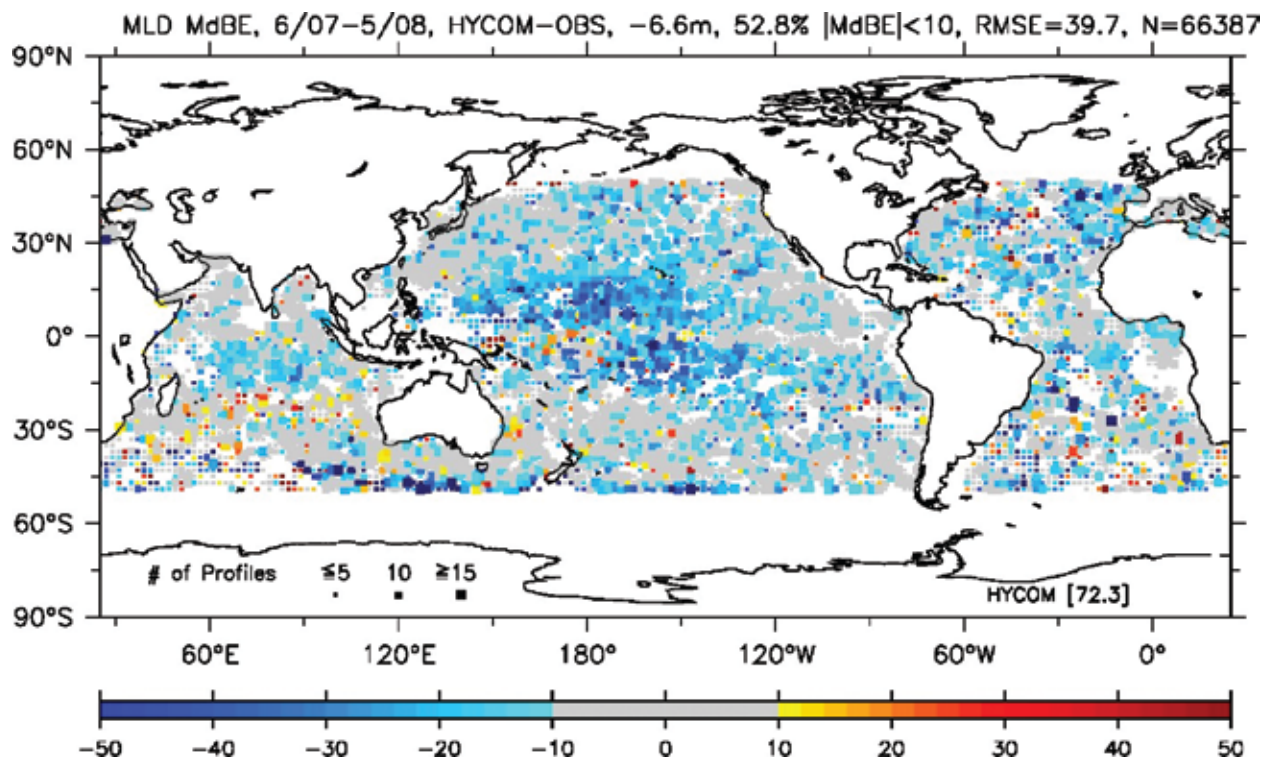 MLD MdBE, 6/07-5/08, HYCOM-OBS, -6.6m, 52.8% |MdBE|<10, RMSE=39.7, N=66387
90°N
60°N
30°N
0°
30°S
60°S
90°S
# of Profiles ≤5 10 ≥15
HYCOM [72.3]
60°E 120°E 180° 120°W 60°W 0°
-50 -40 -30 -20 -10 0 10 20 30 40 50